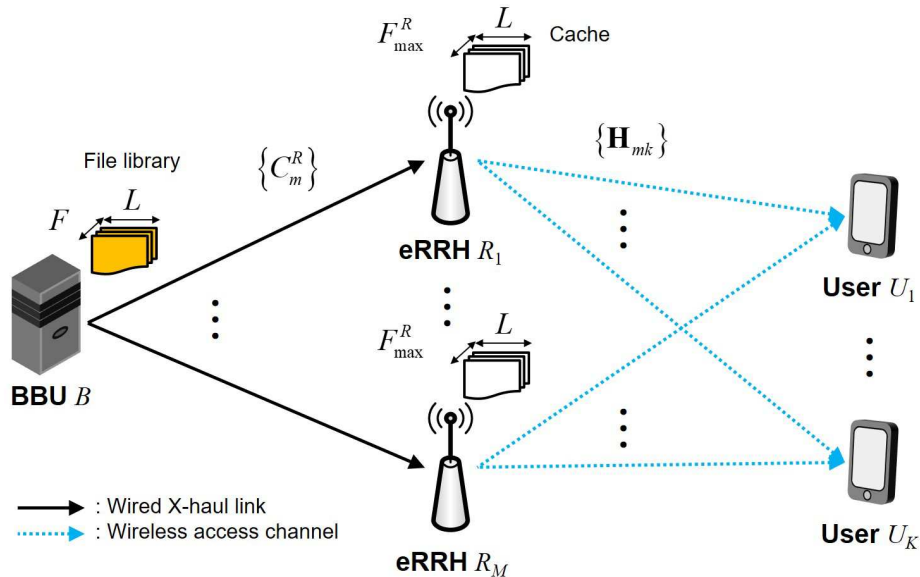 F^R_max
L
Cache
{C^R_m}
{H_mk}
File library
F
L
eRRH R_1
User U_1
F^R_max
L
BBU B
: Wired X-haul link
: Wireless access channel
eRRH R_M
User U_K